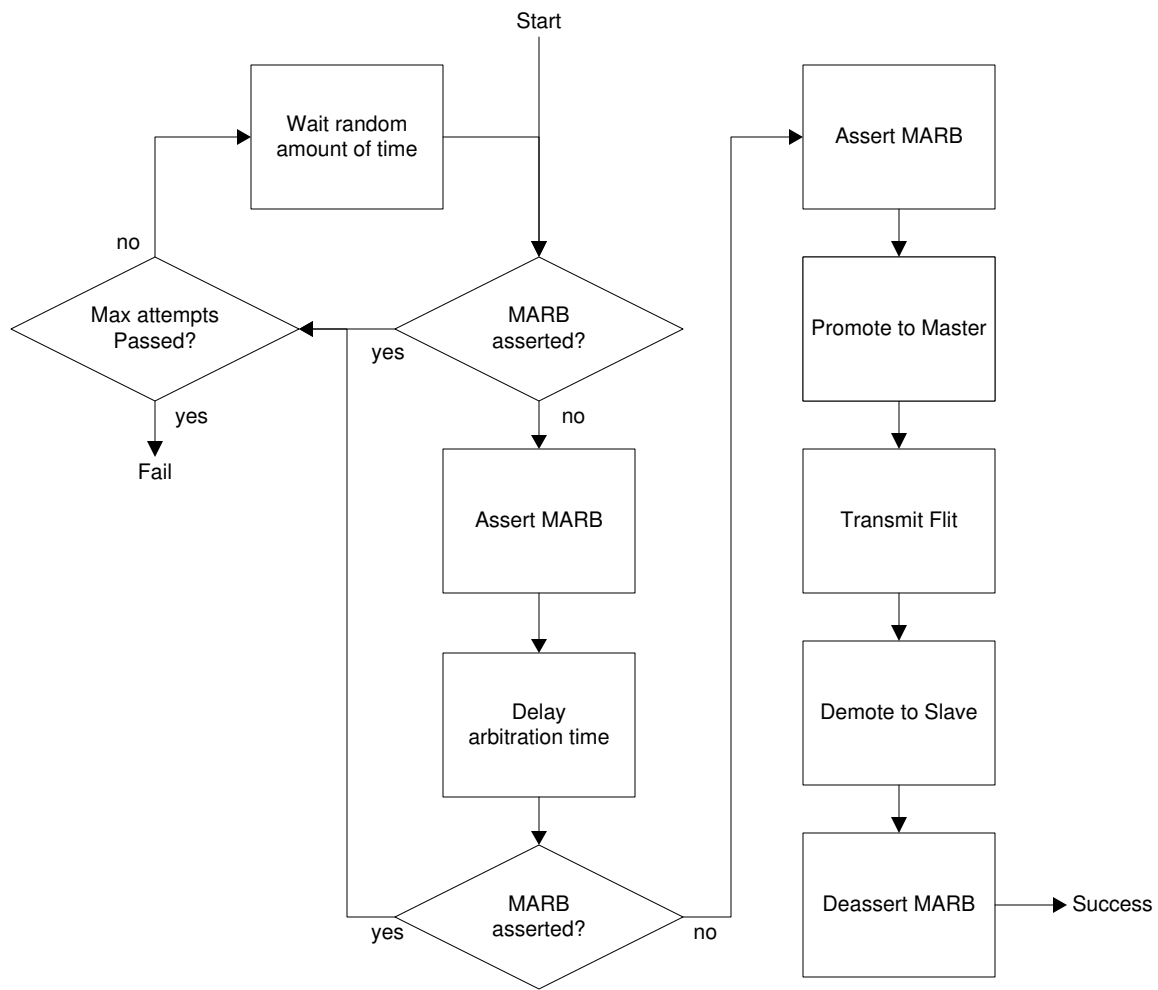 Start
Wait random
amount of time
Assert MARB
no
Max attempts
Passed?
MARB
asserted?
Promote to Master
yes
yes
no
Fail
Assert MARB
Transmit Flit
Delay
arbitration time
Demote to Slave
MARB
asserted?
yes
no
Deassert MARB
Success